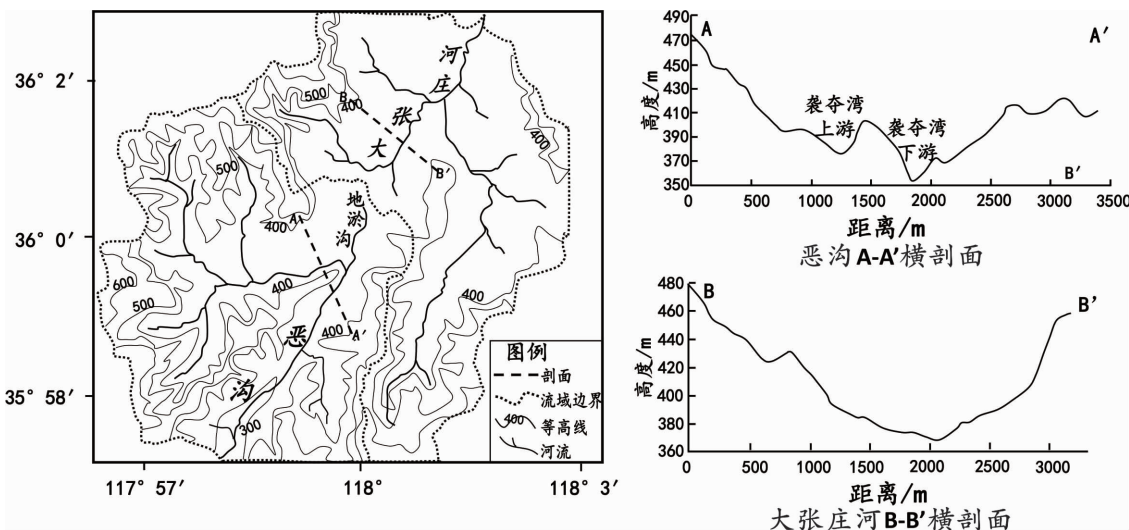 36° 2′
36° 0′
35° 58′
117° 57′
118°
118° 3′
500
B
400
河
庄
张
大
B′
400
500
地淤沟
A
400
600
500
400
恶
400
A′
400
沟
300
图例
剖面
流域边界
400
等高线
河流
490
470
450
430
410
390
370
350
高度/m
A
A′
袭夺湾
上游
袭夺湾
下游
B′
0
500
1000
1500
2000
2500
3000
3500
距离/m
恶沟A-A′横剖面
480
460
440
420
400
380
360
高度/m
B
B′
0
500
1000
1500
2000
2500
3000
距离/m
大张庄河B-B′横剖面